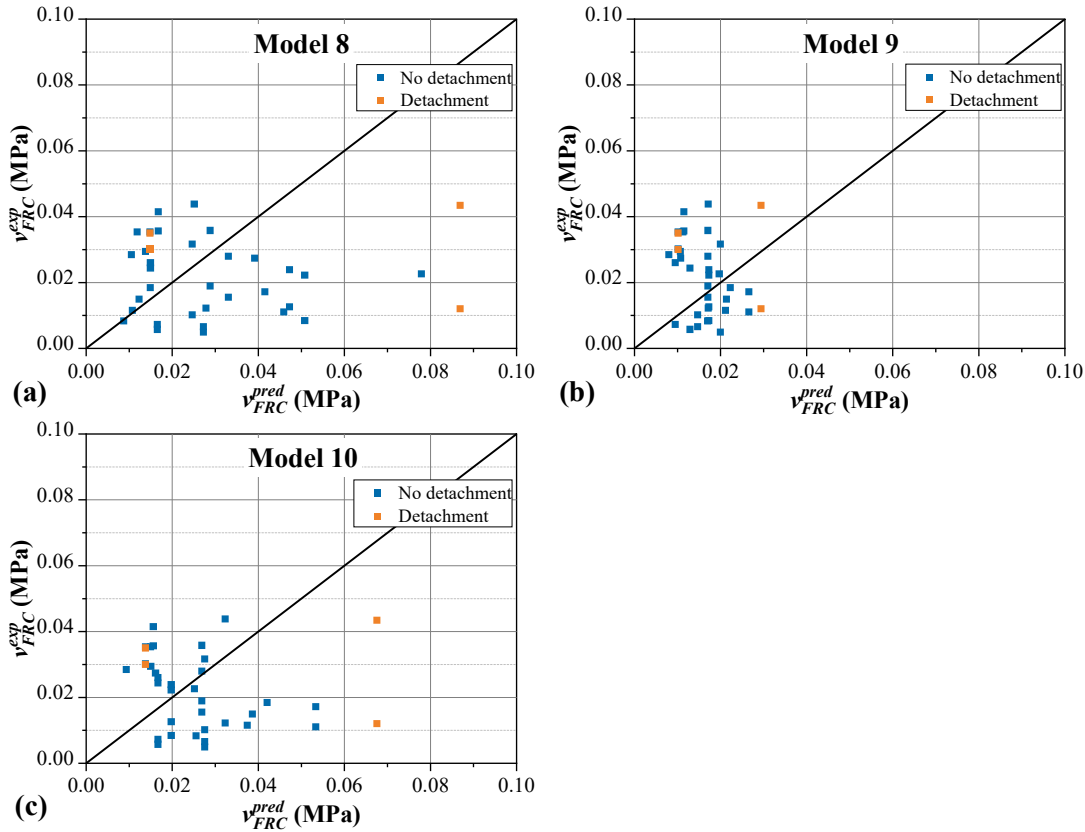 Model 8
No detachment
Detachment
0.10
0.08
0.06
0.04
0.02
0.00
v_FRC^exp (MPa)
0.00 0.02 0.04 0.06 0.08 0.10
v_FRC^pred (MPa)
(a)
Model 9
No detachment
Detachment
0.10
0.08
0.06
0.04
0.02
0.00
v_FRC^exp (MPa)
0.00 0.02 0.04 0.06 0.08 0.10
v_FRC^pred (MPa)
(b)
Model 10
No detachment
Detachment
0.10
0.08
0.06
0.04
0.02
0.00
v_FRC^exp (MPa)
0.00 0.02 0.04 0.06 0.08 0.10
v_FRC^pred (MPa)
(c)